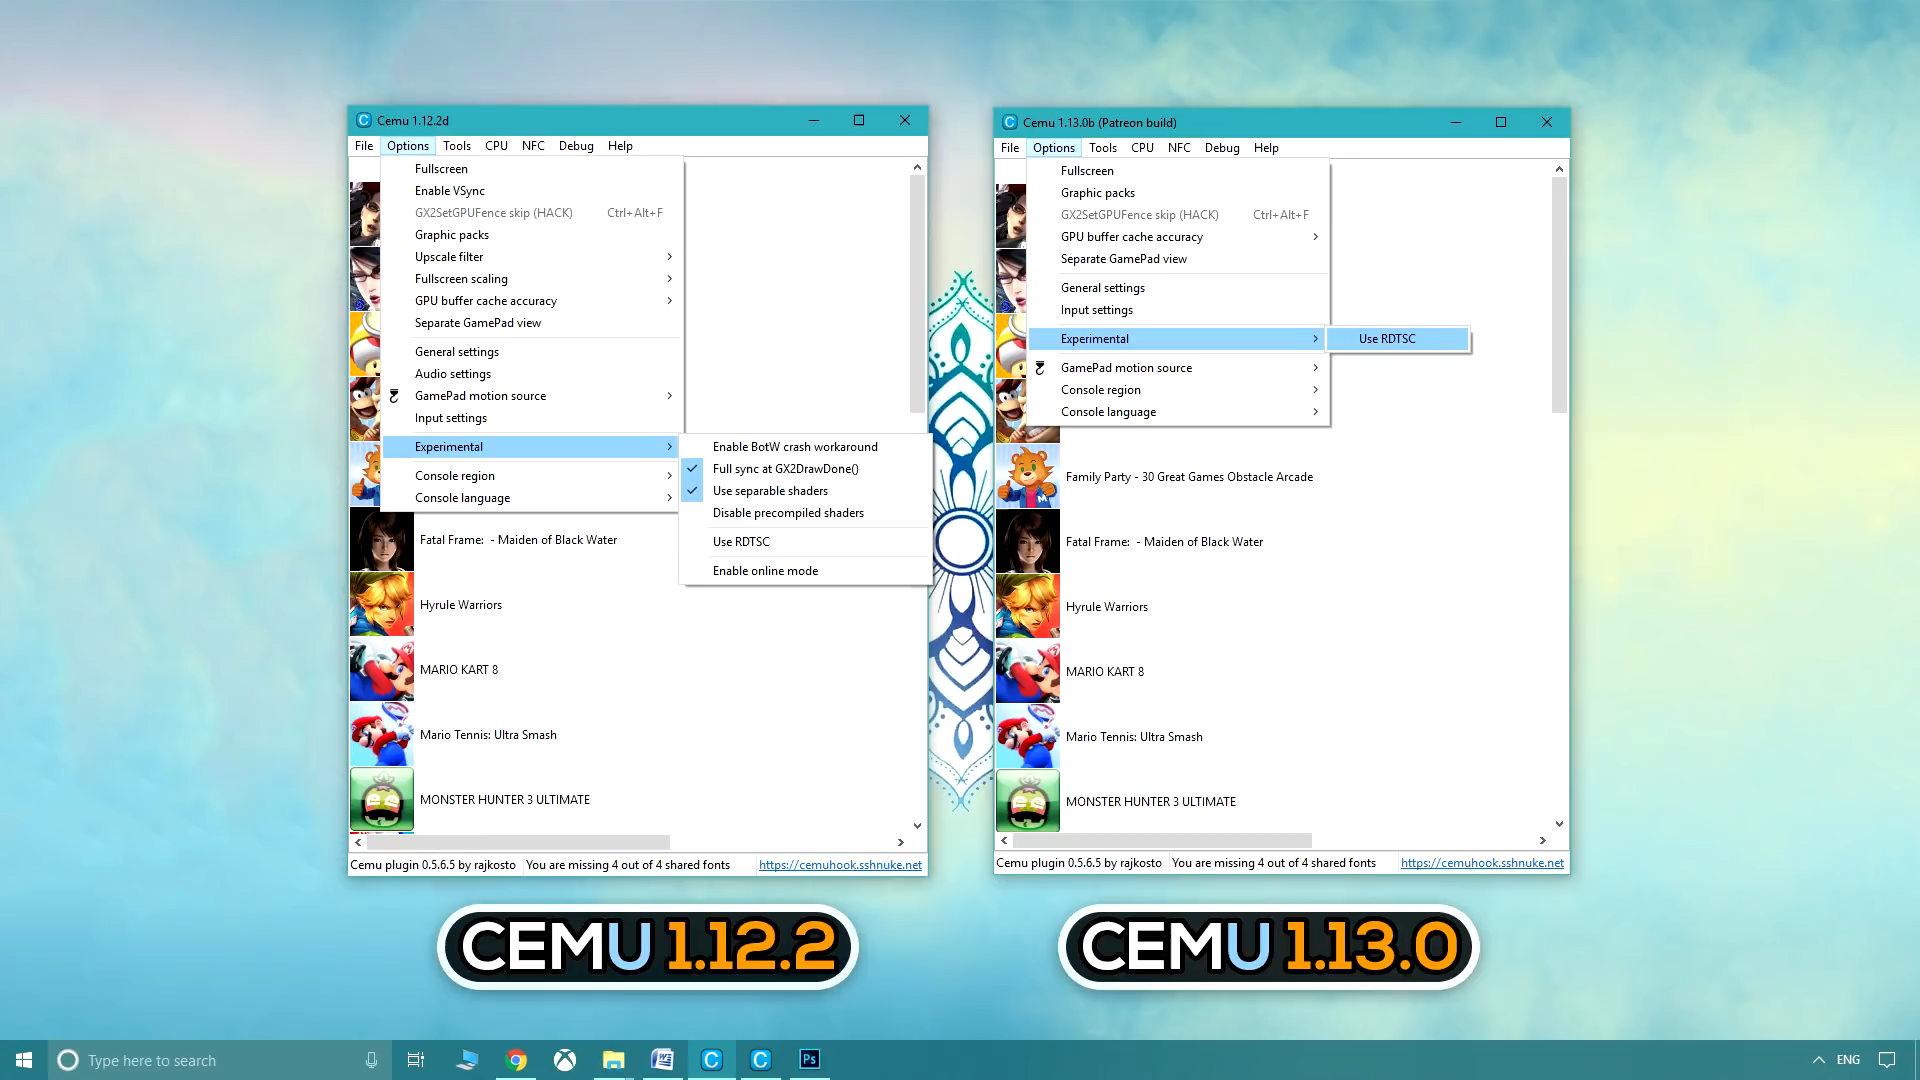 Cemu 1.12.2d
File Options Tools CPU NFC Debug Help
Fullscreen
Enable VSync
GX2SetGPUFence skip (HACK) Ctrl+Alt+F
Graphic packs
Upscale filter
Fullscreen scaling
GPU buffer cache accuracy
Separate GamePad view
General settings
Audio settings
GamePad motion source
Input settings
Experimental
Console region
Console language
Enable BotW crash workaround
Full sync at GX2DrawDone()
Use separable shaders
Disable precompiled shaders
Use RDTSC
Enable online mode
Fatal Frame: - Maiden of Black Water
Hyrule Warriors
MARIO KART 8
Mario Tennis: Ultra Smash
MONSTER HUNTER 3 ULTIMATE
Cemu plugin 0.5.6.5 by rajkosto You are missing 4 out of 4 shared fonts https://cemuhook.sshnuke.net
Cemu 1.13.0b (Patreon build)
File Options Tools CPU NFC Debug Help
Fullscreen
Graphic packs
GX2SetGPUFence skip (HACK) Ctrl+Alt+F
GPU buffer cache accuracy
Separate GamePad view
General settings
Input settings
Experimental
Use RDTSC
GamePad motion source
Console region
Console language
Family Party - 30 Great Games Obstacle Arcade
Fatal Frame: - Maiden of Black Water
Hyrule Warriors
MARIO KART 8
Mario Tennis: Ultra Smash
MONSTER HUNTER 3 ULTIMATE
Cemu plugin 0.5.6.5 by rajkosto You are missing 4 out of 4 shared fonts https://cemuhook.sshnuke.net
CEMU 1.12.2
CEMU 1.13.0
Type here to search
Ps
ENG